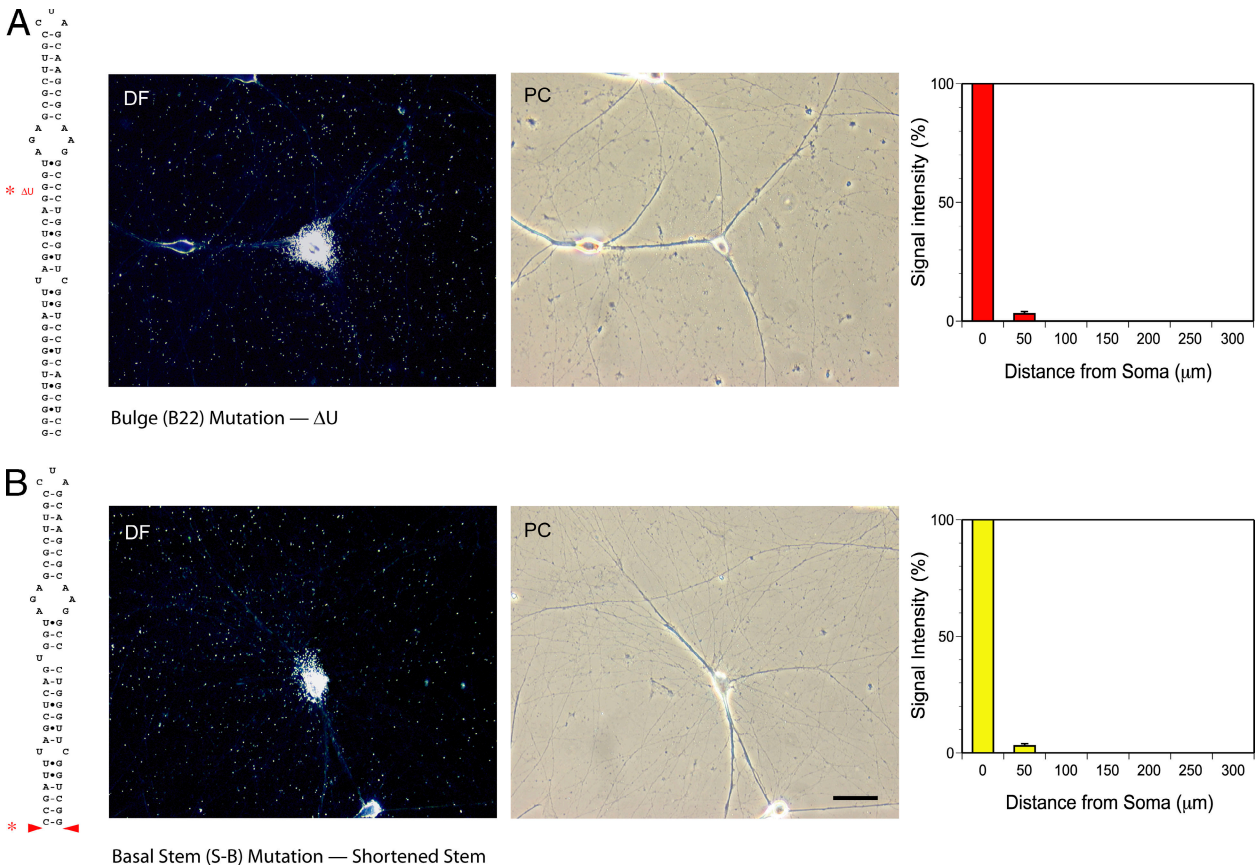 A
U
C A
C-G
G-C
U-A
U-A
C-G
G-C
C-G
G-C
A A
G A
A G
U•G
G-C
* ΔU G-C
G-C
A-U
C-G
U•G
C-G
G•U
A-U
U C
U•G
U•G
A-U
G-C
G-C
G•U
G-C
U-A
U•G
G-C
G•U
G-C
DF
PC
Signal intensity (%)
100
50
0
0 50 100 150 200 300
Distance from Soma (μm)
Bulge (B22) Mutation — ΔU
B
U
C A
C-G
G-C
U-A
U-A
C-G
G-C
C-G
G-C
A A
G A
A G
U•G
G-C
G-C
U
G-C
A-U
C-G
U•G
C-G
G•U
A-U
U C
U•G
U•G
A-U
G-C
G-C
C-G
*
DF
PC
Signal Intensity (%)
100
50
0
0 50 100 150 200 300
Distance from Soma (μm)
Basal Stem (S-B) Mutation — Shortened Stem